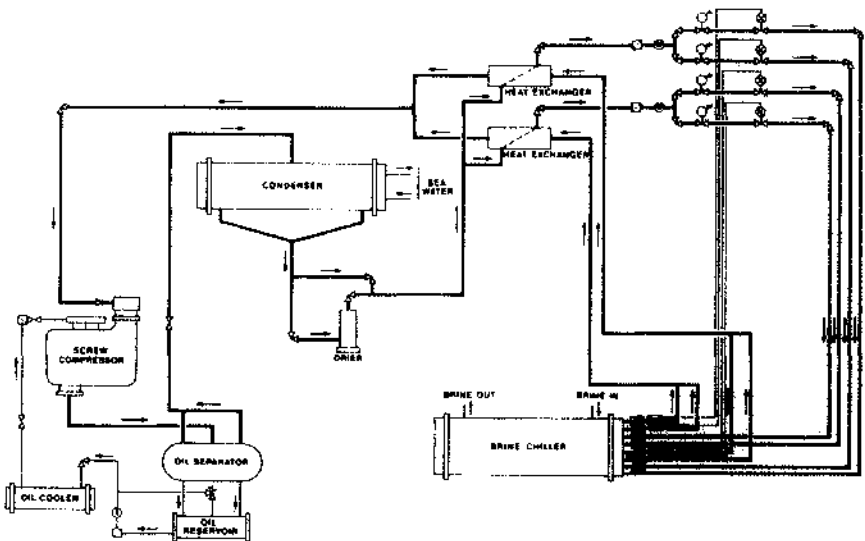 HEAT EXCHANGER
HEAT EXCHANGER
CONDENSER
SEA
WATER
SCREW
COMPRESSOR
DRIER
BRINE OUT
BRINE IN
BRINE CHILLER
OIL SEPARATOR
OIL COOLER
OIL
RESERVOIR